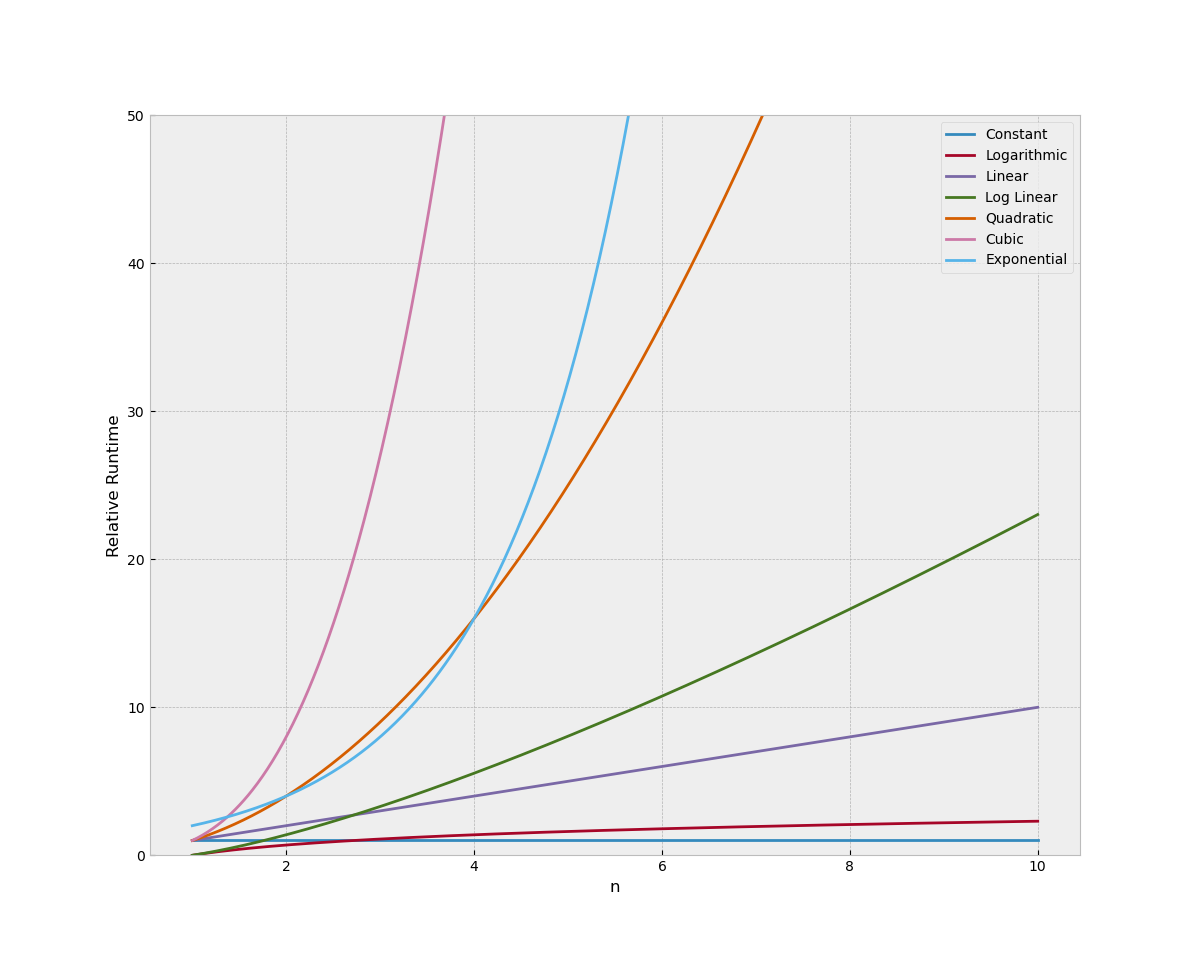 50
40
30
20
10
0
2 4 6 8 10
n
Relative Runtime
Constant
Logarithmic
Linear
Log Linear
Quadratic
Cubic
Exponential